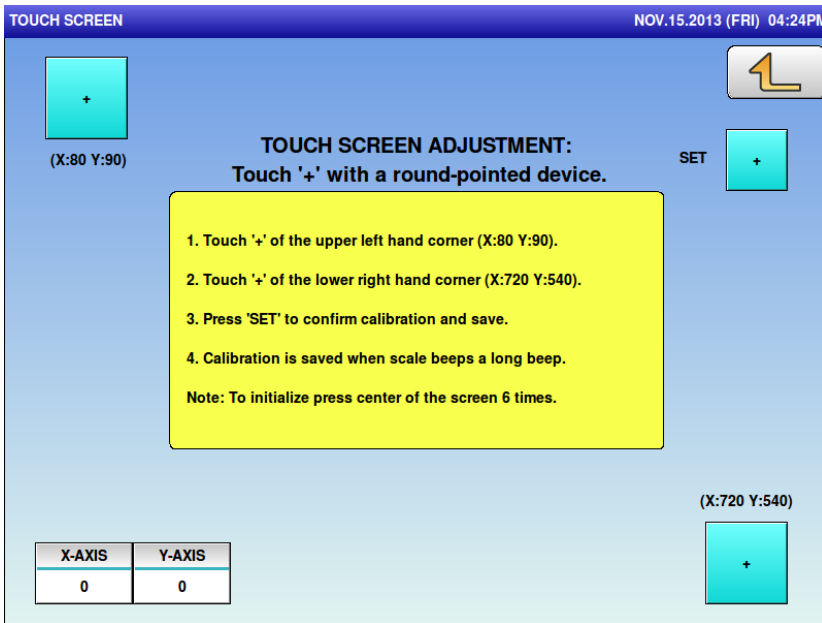 TOUCH SCREEN NOV.15.2013 (FRI) 04:24PM
+
(X:80 Y:90)
TOUCH SCREEN ADJUSTMENT:
Touch '+' with a round-pointed device.
SET +
1. Touch '+' of the upper left hand corner (X:80 Y:90).
2. Touch '+' of the lower right hand corner (X:720 Y:540).
3. Press 'SET' to confirm calibration and save.
4. Calibration is saved when scale beeps a long beep.
Note: To initialize press center of the screen 6 times.
(X:720 Y:540)
+
X-AXIS Y-AXIS
0 0